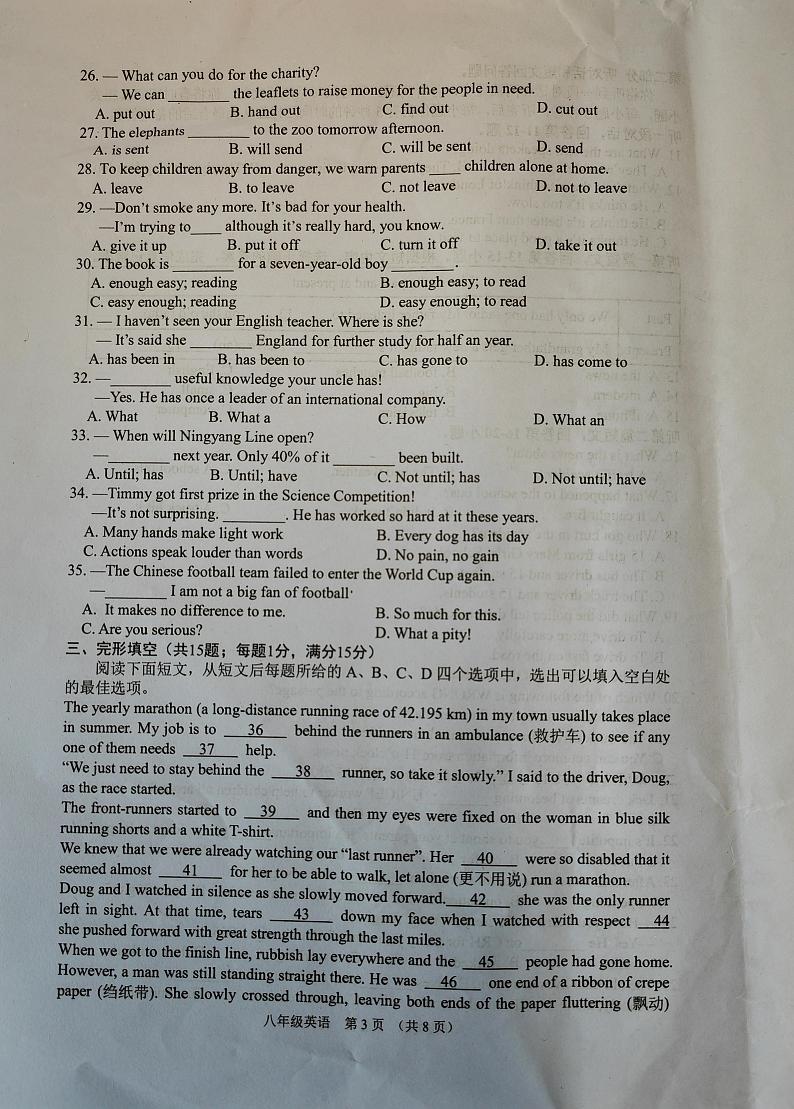 26. — What can you do for the charity?
— We can ________ the leaflets to raise money for the people in need.
A. put out B. hand out C. find out D. cut out
27. The elephants ________ to the zoo tomorrow afternoon.
A. is sent B. will send C. will be sent D. send
28. To keep children away from danger, we warn parents ____ children alone at home.
A. leave B. to leave C. not leave D. not to leave
29. —Don't smoke any more. It's bad for your health.
—I'm trying to____ although it's really hard, you know.
A. give it up B. put it off C. turn it off D. take it out
30. The book is ________ for a seven-year-old boy ________.
A. enough easy; reading B. enough easy; to read
C. easy enough; reading D. easy enough; to read
31. — I haven't seen your English teacher. Where is she?
— It's said she ________ England for further study for half an year.
A. has been in B. has been to C. has gone to D. has come to
32. —________ useful knowledge your uncle has!
—Yes. He has once a leader of an international company.
A. What B. What a C. How D. What an
33. — When will Ningyang Line open?
—________ next year. Only 40% of it ________ been built.
A. Until; has B. Until; have C. Not until; has D. Not until; have
34. —Timmy got first prize in the Science Competition!
—It's not surprising. ________. He has worked so hard at it these years.
A. Many hands make light work B. Every dog has its day
C. Actions speak louder than words D. No pain, no gain
35. —The Chinese football team failed to enter the World Cup again.
—________ I am not a big fan of football.
A. It makes no difference to me. B. So much for this.
C. Are you serious? D. What a pity!
三、完形填空（共15题；每题1分，满分15分）
阅读下面短文，从短文后每题所给的 A、B、C、D 四个选项中，选出可以填入空白处
的最佳选项。
The yearly marathon (a long-distance running race of 42.195 km) in my town usually takes place
in summer. My job is to 36 behind the runners in an ambulance (救护车) to see if any
one of them needs 37 help.
“We just need to stay behind the 38 runner, so take it slowly.” I said to the driver, Doug,
as the race started.
The front-runners started to 39 and then my eyes were fixed on the woman in blue silk
running shorts and a white T-shirt.
We knew that we were already watching our “last runner”. Her 40 were so disabled that it
seemed almost 41 for her to be able to walk, let alone (更不用说) run a marathon.
Doug and I watched in silence as she slowly moved forward. 42 she was the only runner
left in sight. At that time, tears 43 down my face when I watched with respect 44
she pushed forward with great strength through the last miles.
When we got to the finish line, rubbish lay everywhere and the 45 people had gone home.
However, a man was still standing straight there. He was 46 one end of a ribbon of crepe
paper (绉纸带). She slowly crossed through, leaving both ends of the paper fluttering (飘动)
八年级英语 第 3 页 （共 8 页）